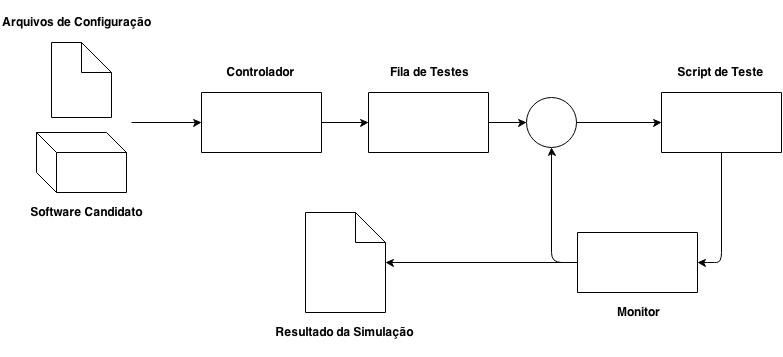 Arquivos de Configuração
Controlador
Fila de Testes
Script de Teste
Software Candidato
Monitor
Resultado da Simulação